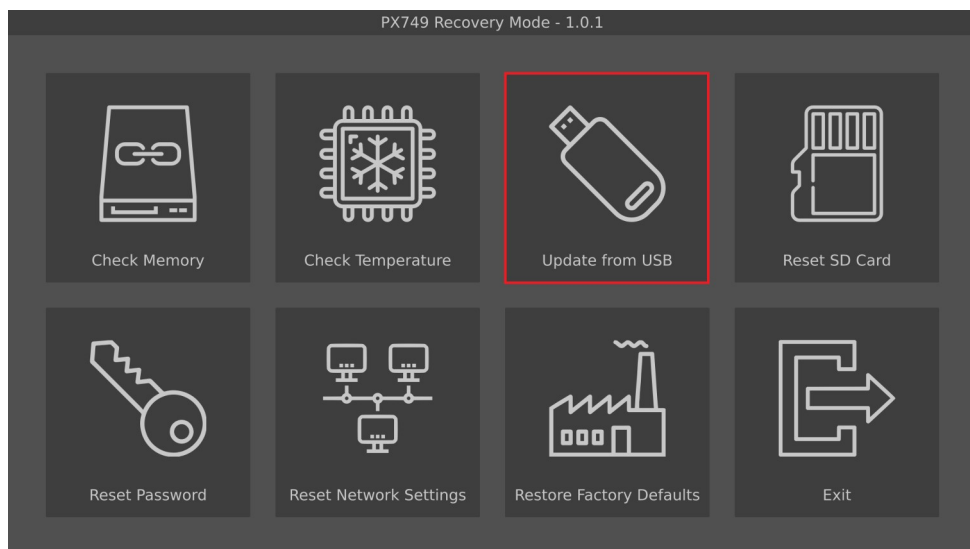 PX749 Recovery Mode - 1.0.1
Check Memory
Check Temperature
Update from USB
Reset SD Card
Reset Password
Reset Network Settings
Restore Factory Defaults
Exit